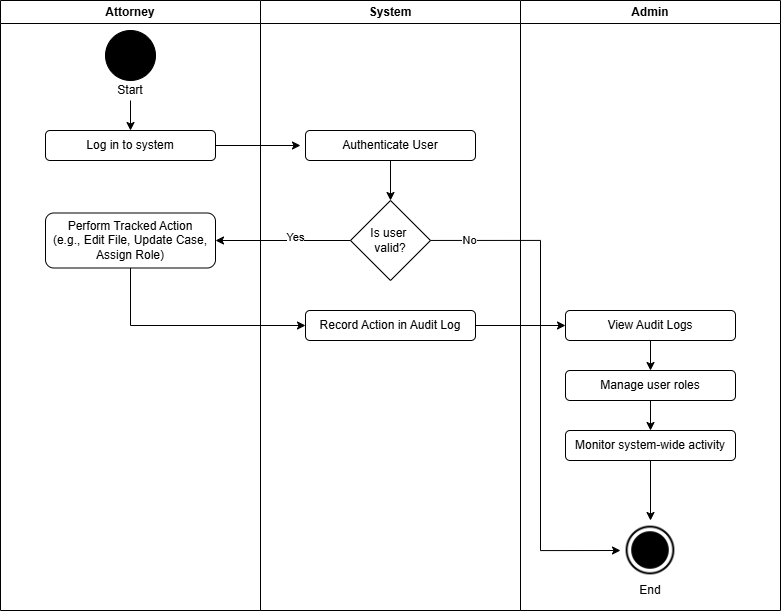 Attorney
System
Admin
Start
Log in to system
Authenticate User
Perform Tracked Action
(e.g., Edit File, Update Case,
Assign Role)
Yes
Is user
valid?
No
Record Action in Audit Log
View Audit Logs
Manage user roles
Monitor system-wide activity
End